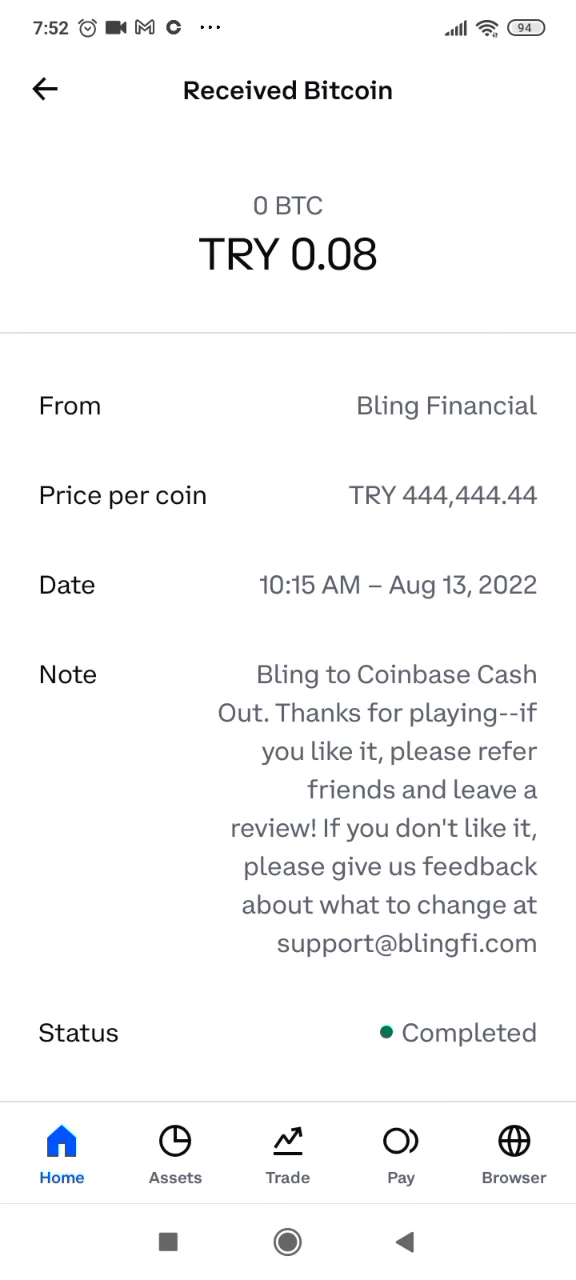 7:52 ... 94
Received Bitcoin
0 BTC
TRY 0.08
From Bling Financial
Price per coin TRY 444,444.44
Date 10:15 AM – Aug 13, 2022
Note Bling to Coinbase Cash
Out. Thanks for playing--if
you like it, please refer
friends and leave a
review! If you don't like it,
please give us feedback
about what to change at
support@blingfi.com
Status Completed
Home Assets Trade Pay Browser